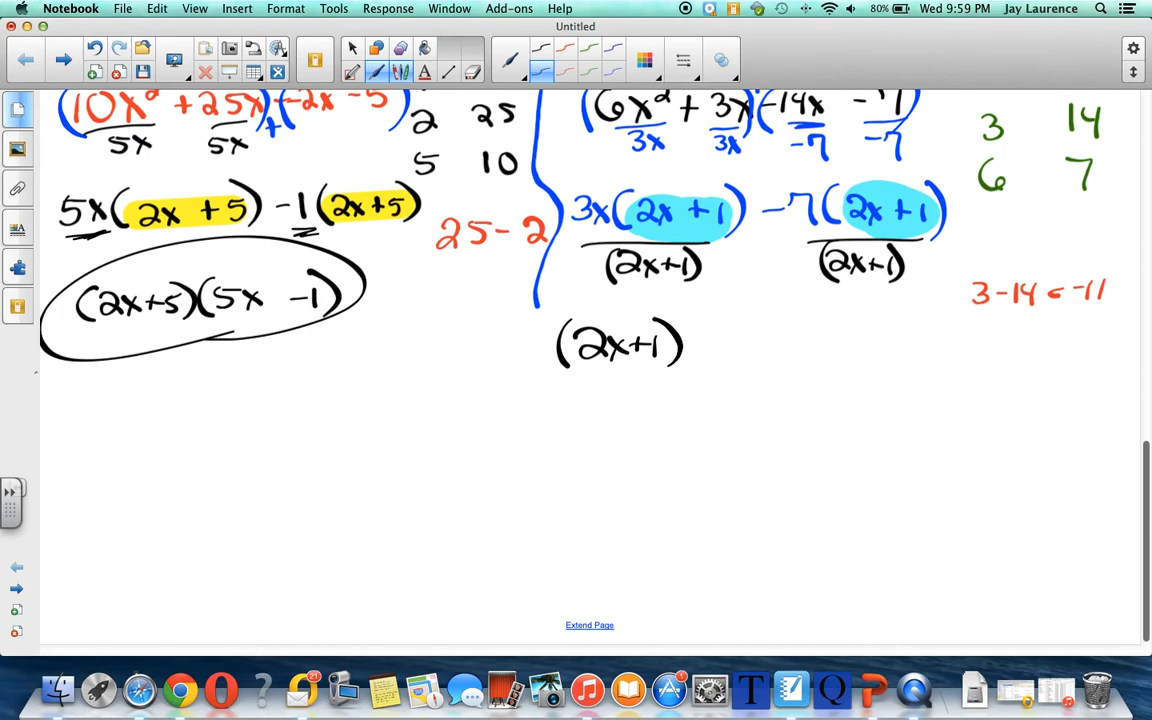 Notebook File Edit View Insert Format Tools Response Window Add-ons Help 80% Wed 9:59 PM Jay Laurence
Untitled
(10x² + 25x)+(-2x -5)
5x 5x
2 25
5 10
5x(2x +5) -1(2x+5)
25 - 2
(2x+5)(5x -1)
(6x² + 3x)(-14x -7)
3x 3x -7 -7
3 14
6 7
3x(2x +1) -7(2x +1)
(2x+1) (2x+1)
3-14 = -11
(2x+1)
Extend Page
21
1